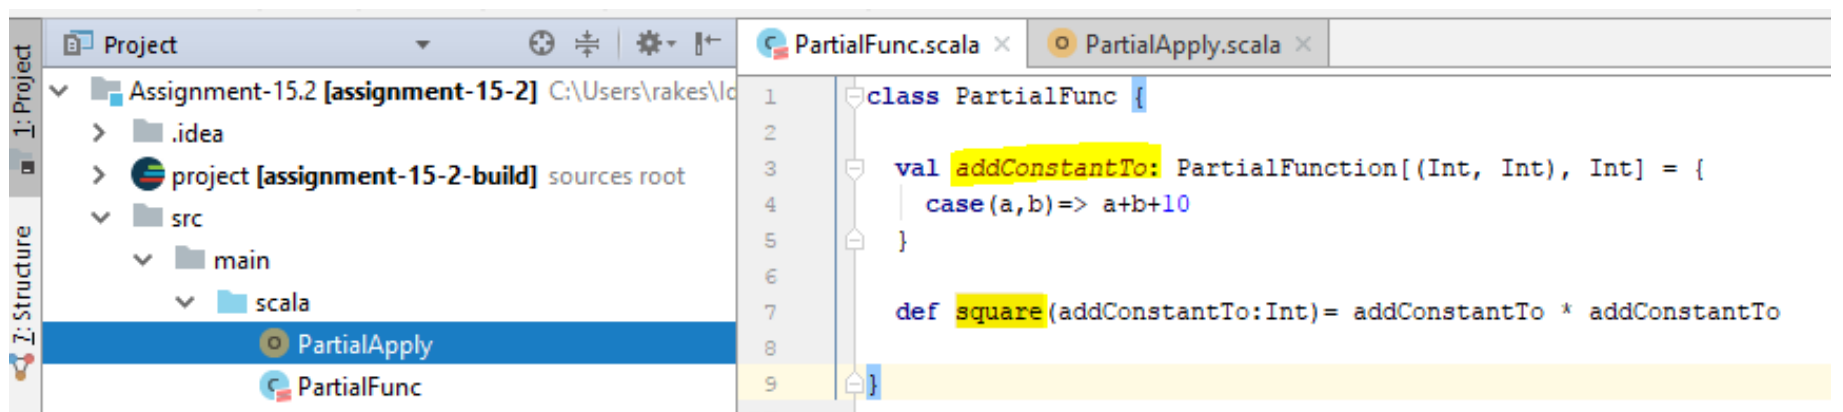 1: Project
7: Structure
Project
Assignment-15.2 [assignment-15-2] C:\Users\rakes\Id
.idea
project [assignment-15-2-build] sources root
src
main
scala
PartialApply
PartialFunc
PartialFunc.scala PartialApply.scala
1 class PartialFunc {
2
3 val addConstantTo: PartialFunction[(Int, Int), Int] = {
4 case(a,b)=> a+b+10
5 }
6
7 def square(addConstantTo:Int)= addConstantTo * addConstantTo
8
9 }